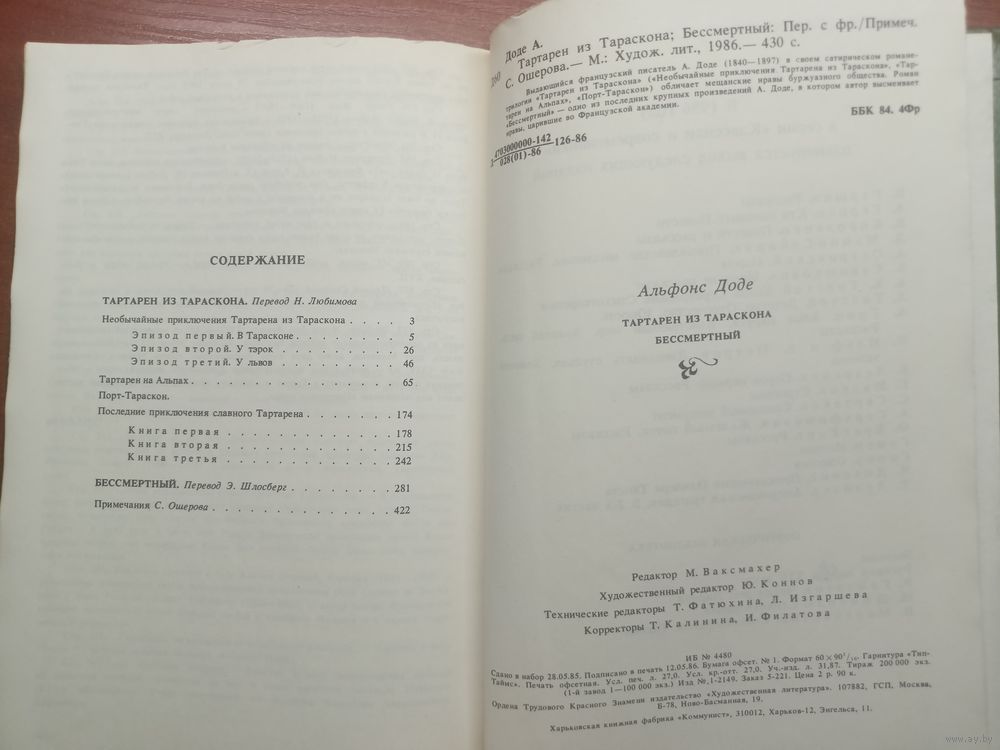 СОДЕРЖАНИЕ
ТАРТАРЕН ИЗ ТАРАСКОНА. Перевод Н. Любимова
Необычайные приключения Тартарена из Тараскона . . . . 3
Эпизод первый. В Тарасконе . . . . . . . . 5
Эпизод второй. У тэрок . . . . . . . . . 26
Эпизод третий. У львов . . . . . . . . . 46
Тартарен на Альпах . . . . . . . . . . . . . . . . 65
Порт-Тараскон.
Последние приключения славного Тартарена . . . . . . . 174
Книга первая . . . . . . . . . . . . 178
Книга вторая . . . . . . . . . . . . 215
Книга третья . . . . . . . . . . . . 242
БЕССМЕРТНЫЙ. Перевод Э. Шлосберг . . . . . . . . 281
Примечания С. Ошерова . . . . . . . . . . . . . 422
Доде А.
Д60 Тартарен из Тараскона; Бессмертный: Пер. с фр./Примеч.
С. Ошерова.— М.: Худож. лит., 1986.— 430 с.
Выдающийся французский писатель А. Доде (1840—1897) в своем сатирическом романе-
трилогии «Тартарен из Тараскона» («Необычайные приключения Тартарена из Тараскона», «Тар-
тарен на Альпах», «Порт-Тараскон») обличает мещанские нравы буржуазного общества. Роман
«Бессмертный» — одно из последних крупных произведений А. Доде, в котором автор высмеивает
нравы, царившие во Французской академии.
4703000000-142
028(01)-86
126-86
ББК 84. 4Фр
Альфонс Доде
ТАРТАРЕН ИЗ ТАРАСКОНА
БЕССМЕРТНЫЙ
Редактор М. Ваксмахер
Художественный редактор Ю. Коннов
Технические редакторы Т. Фатюхина, Л. Изгаршева
Корректоры Т. Калинина, И. Филатова
ИБ № 4480
Сдано в набор 28.05.85. Подписано в печать 12.05.86. Бумага офсет. № 1. Формат 60×90¹/₁₆. Гарнитура «Тип-
Таймс». Печать офсетная. Усл. печ. л. 27,0. Усл. кр.-отт. 27,0. Уч.-изд. л. 31,87. Тираж 200 000 экз.
(1-й завод 1—100 000 экз.) Изд №.1-2149. Заказ 5-221. Цена 2 р. 90 к.
Ордена Трудового Красного Знамени издательство «Художественная литература». 107882, ГСП, Москва,
Б-78, Ново-Басманная, 19.
Харьковская книжная фабрика «Коммунист», 310012, Харьков-12, Энгельса, 11.
www.ay.by